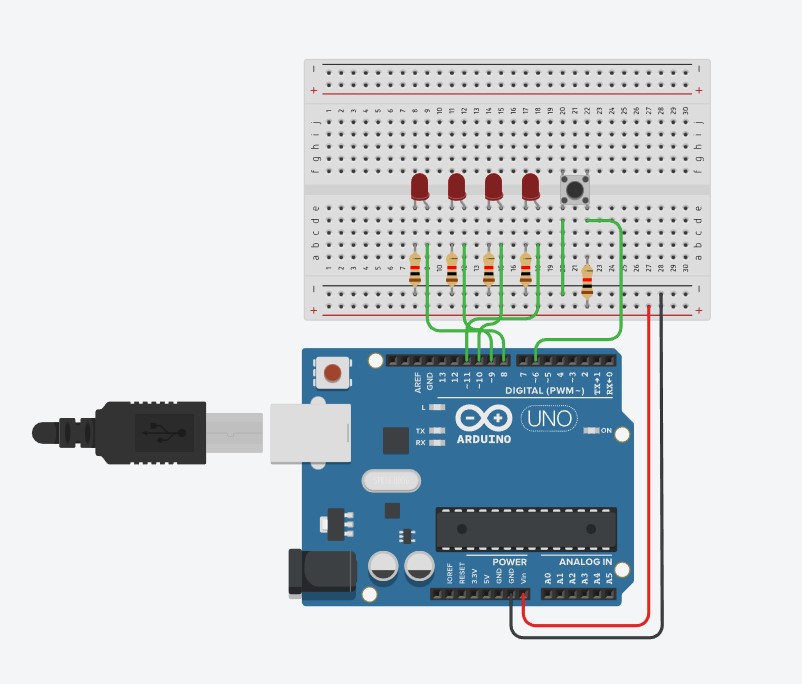 − −
+ +
1 2 3 4 5 6 7 8 9 10 11 12 13 14 15 16 17 18 19 20 21 22 23 24 25 26 27 28 29 30
j j
i i
h h
g g
f f
e e
d d
c c
b b
a a
1 2 3 4 5 6 7 8 9 10 11 12 13 14 15 16 17 18 19 20 21 22 23 24 25 26 27 28 29 30
− −
+ +
AREF GND 13 12 ~11 ~10 ~9 8 7 ~6 ~5 4 ~3 2 TX→1 RX←0
DIGITAL (PWM~)
L
TX
RX
ARDUINO
UNO
ON
POWER
ANALOG IN
IOREF RESET 3.3V 5V GND GND Vin A0 A1 A2 A3 A4 A5